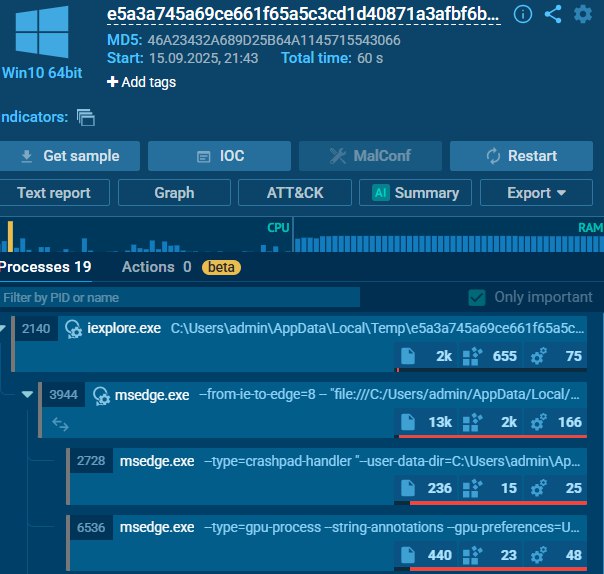 e5a3a745a69ce661f65a5c3cd1d40871a3afbf6b...
MD5: 46A23432A689D25B64A1145715543066
Start: 15.09.2025, 21:43 Total time: 60 s
Win10 64bit
+ Add tags
ndicators:
Get sample IOC MalConf Restart
Text report Graph ATT&CK AI Summary Export
CPU RAM
Processes 19 Actions 0 beta
Filter by PID or name Only important
2140 iexplore.exe C:\Users\admin\AppData\Local\Temp\e5a3a745a69ce661f65a5c...
2k 655 75
3944 msedge.exe --from-ie-to-edge=8 -- "file:///C:/Users/admin/AppData/Local/...
13k 2k 166
2728 msedge.exe --type=crashpad-handler "--user-data-dir=C:\Users\admin\Ap...
236 15 25
6536 msedge.exe --type=gpu-process --string-annotations --gpu-preferences=U...
440 23 48